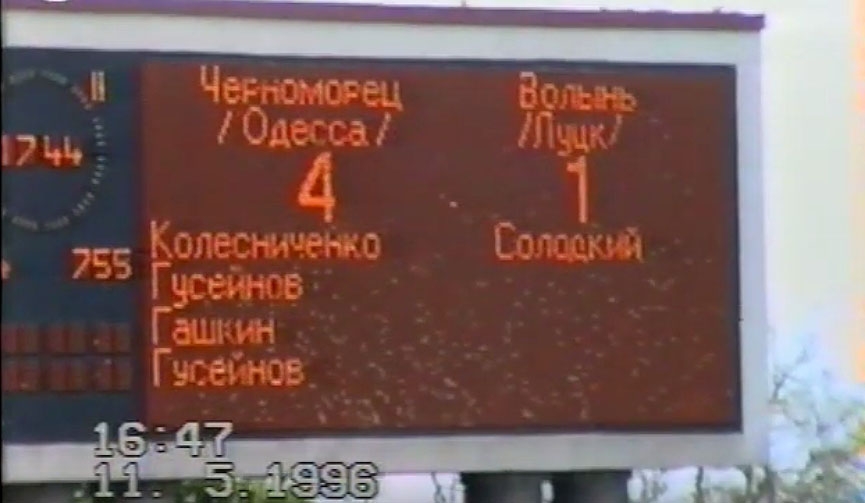 II
Черноморец Волынь
/Одесса/ /Луцк/
1744
4 1
Колесниченко Солодкий
755
Гусейнов
Гашкин
Гусейнов
16:47
11. 5.1996